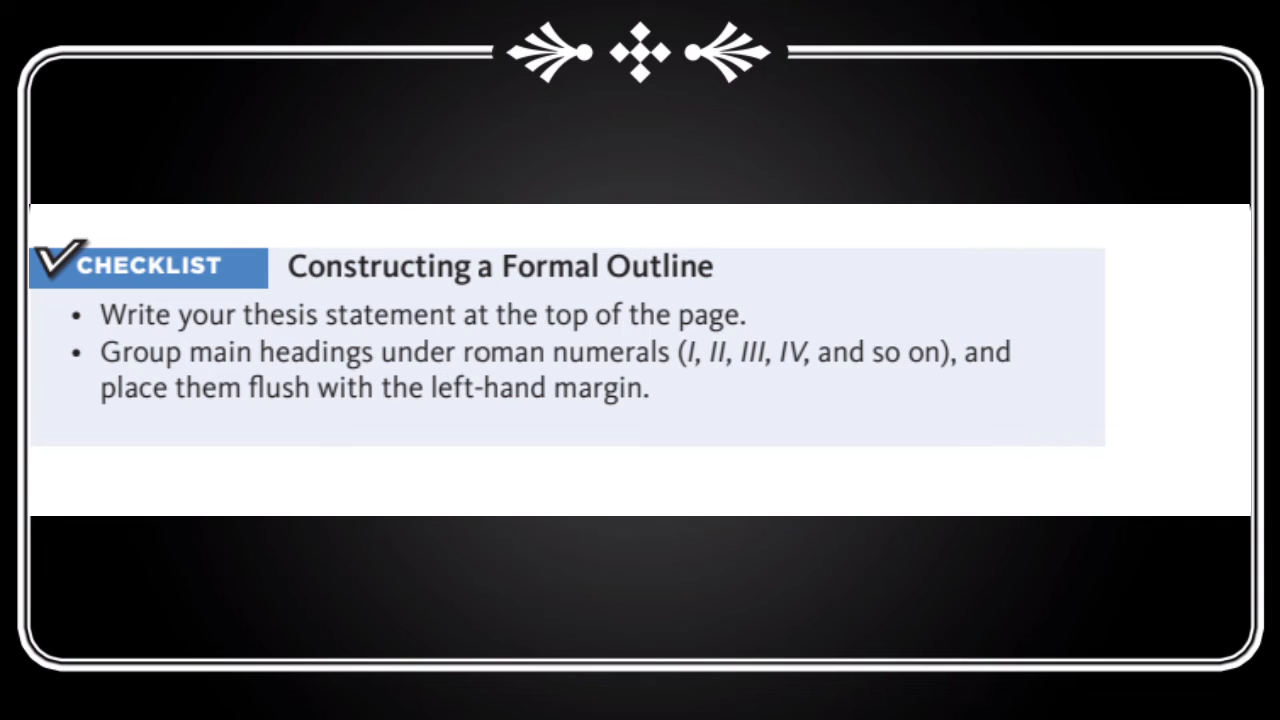 CHECKLIST Constructing a Formal Outline
• Write your thesis statement at the top of the page.
• Group main headings under roman numerals (I, II, III, IV, and so on), and
place them flush with the left-hand margin.